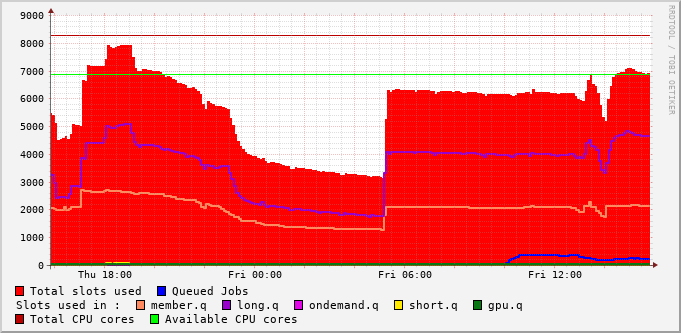 RRDTOOL / TOBI OETIKER
9000
8000
7000
6000
5000
4000
3000
2000
1000
0
Thu 18:00 Fri 00:00 Fri 06:00 Fri 12:00
Total slots used Queued Jobs
Slots used in : member.q long.q ondemand.q short.q gpu.q
Total CPU cores Available CPU cores